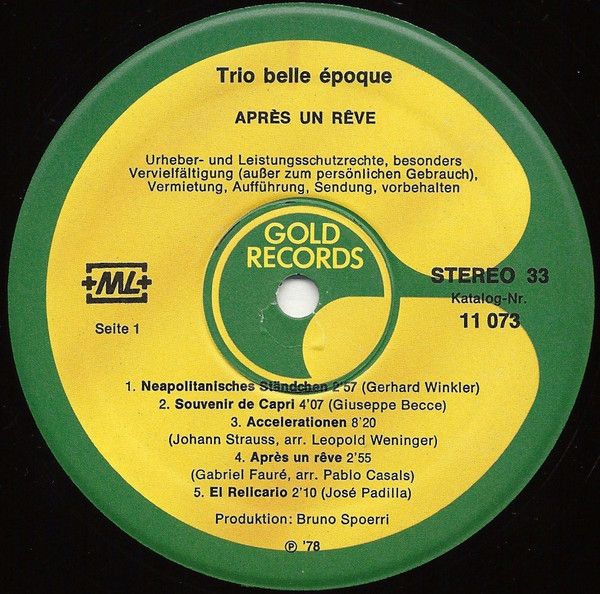 Trio belle époque
APRÈS UN RÊVE
Urheber- und Leistungsschutzrechte, besonders
Vervielfältigung (außer zum persönlichen Gebrauch),
Vermietung, Aufführung, Sendung, vorbehalten
GOLD
RECORDS
+ML+
Seite 1
STEREO 33
Katalog-Nr.
11 073
1. Neapolitanisches Ständchen 2'57 (Gerhard Winkler)
2. Souvenir de Capri 4'07 (Giuseppe Becce)
3. Accelerationen 8'20
(Johann Strauss, arr. Leopold Weninger)
4. Après un rêve 2'55
(Gabriel Fauré, arr. Pablo Casals)
5. El Relicario 2'10 (José Padilla)
Produktion: Bruno Spoerri
℗ '78